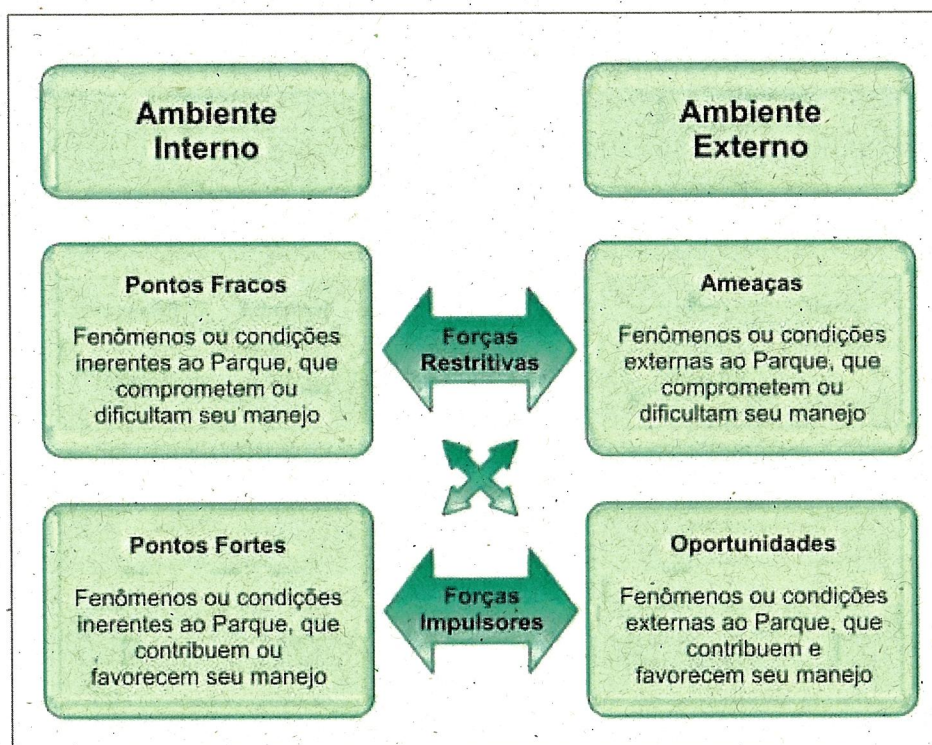 Ambiente
Interno
Ambiente
Externo
Pontos Fracos
Fenômenos ou condições
inerentes ao Parque, que
comprometem ou
dificultam seu manejo
Forças
Restritivas
Ameaças
Fenômenos ou condições
externas ao Parque, que
comprometem ou
dificultam seu manejo
Pontos Fortes
Fenômenos ou condições
inerentes ao Parque, que
contribuem ou
favorecem seu manejo
Forças
Impulsores
Oportunidades
Fenômenos ou condições
externas ao Parque, que
contribuem e
favorecem seu manejo